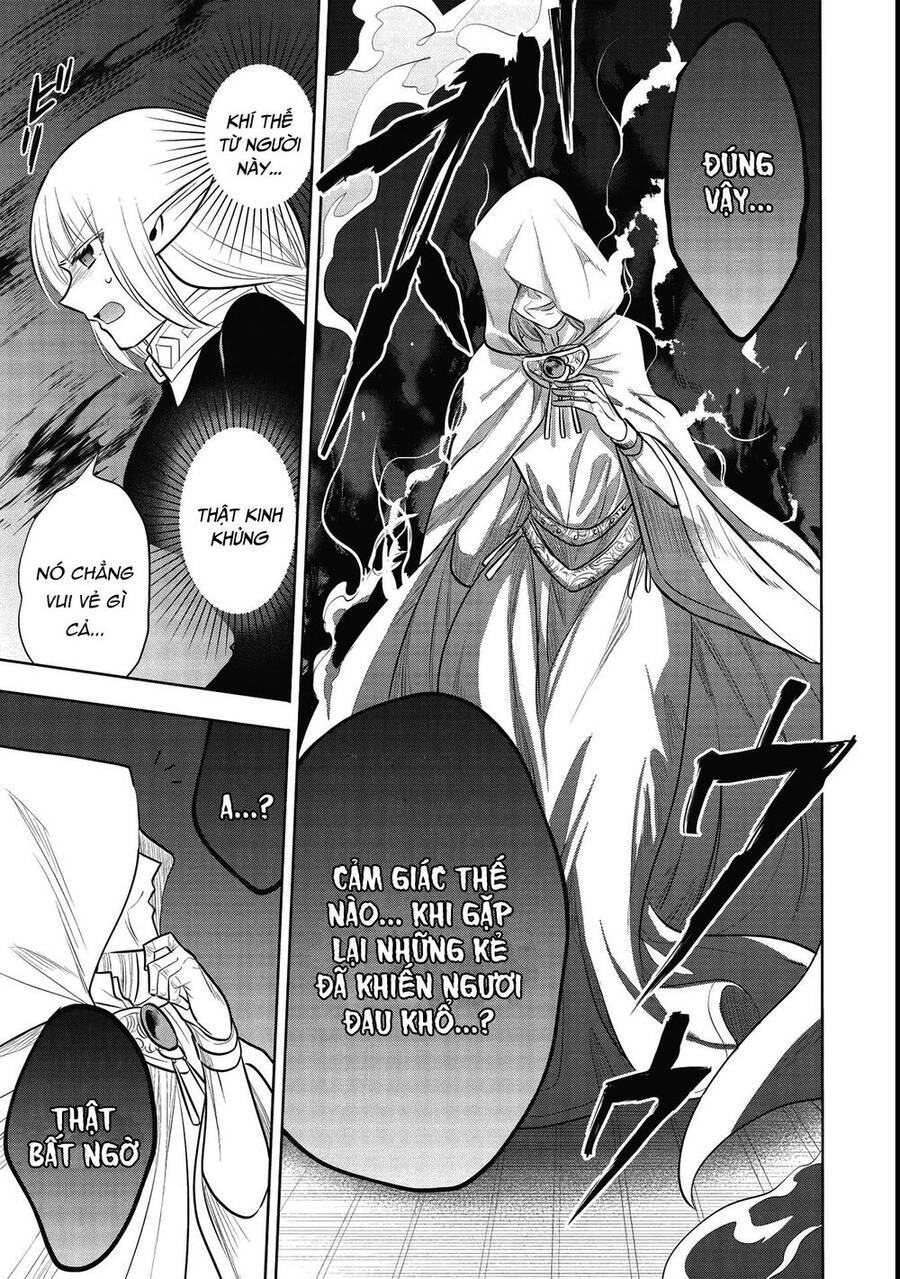 ĐÚNG
VẬY...
CẢM GIÁC THẾ
NÀO... KHI GẶP
LẠI NHỮNG KẺ
ĐÃ KHIẾN NGƯƠI
ĐAU KHỔ...?
KHÍ THẾ
TỪ NGƯỜI
NÀY...
THẬT KINH
KHỦNG
NÓ CHẲNG
VUI VẺ GÌ
CẢ...
A...?
THẬT
BẤT NGỜ
ビ